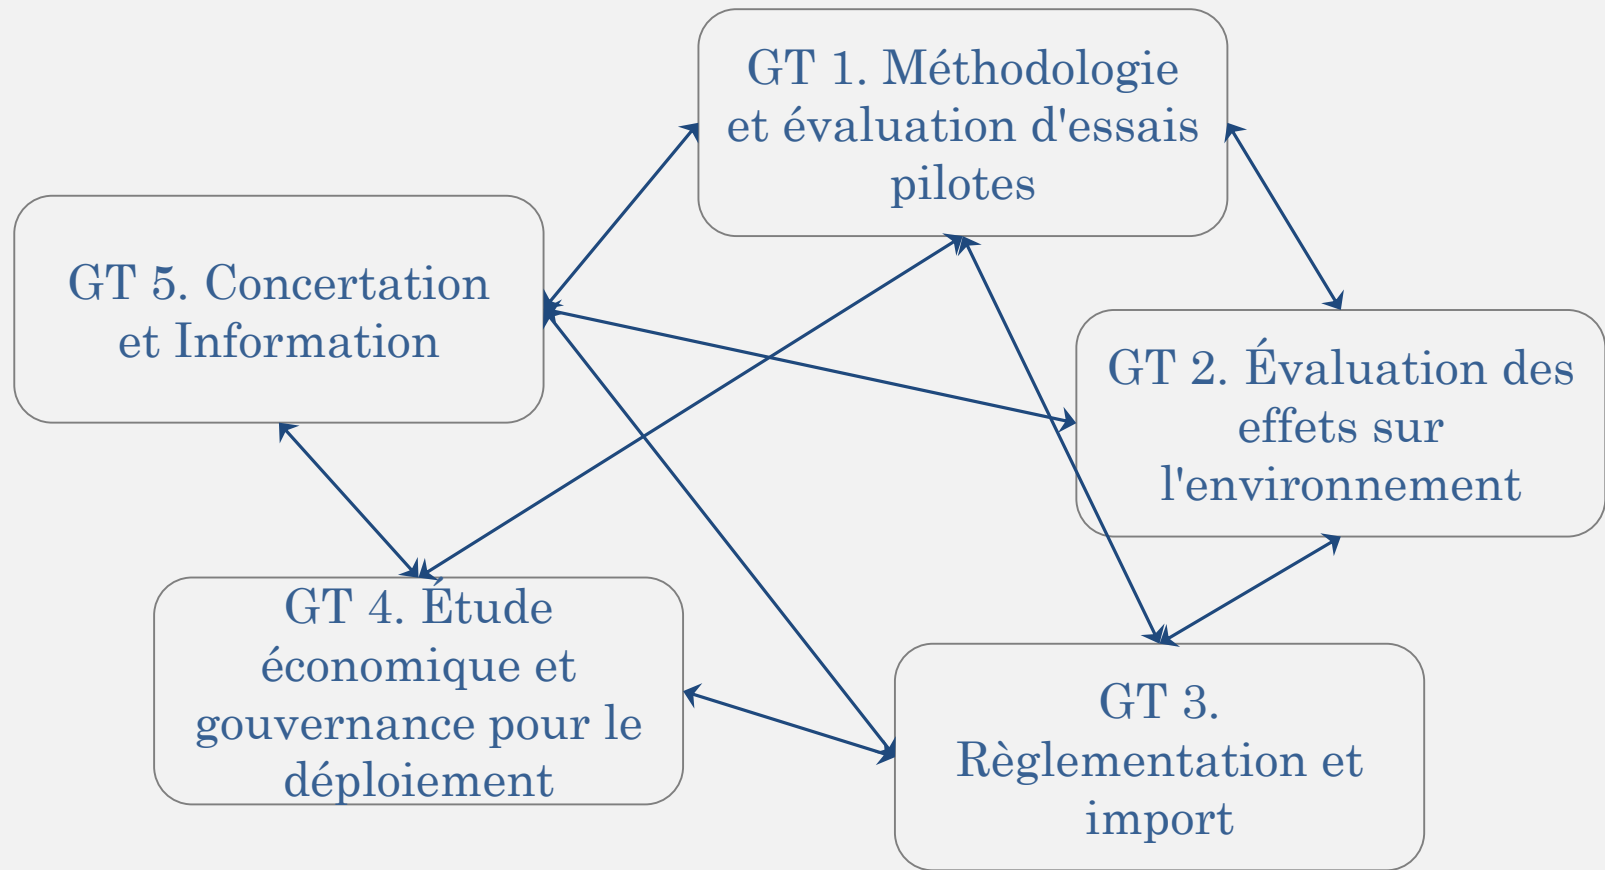 GT 1. Méthodologie
et évaluation d'essais
pilotes
GT 5. Concertation
et Information
GT 2. Évaluation des
effets sur
l'environnement
GT 4. Étude
économique et
gouvernance pour le
déploiement
GT 3.
Règlementation et
import